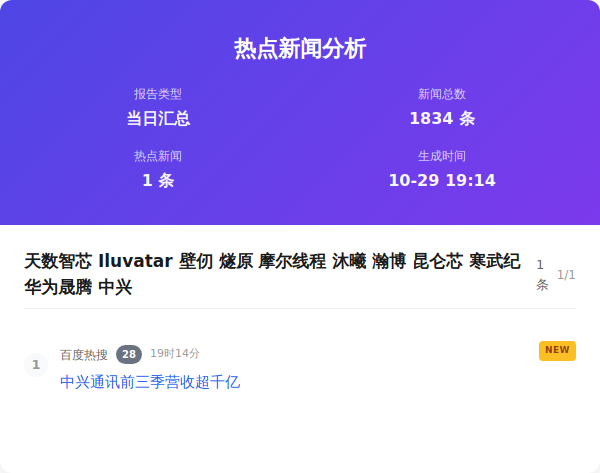 热点新闻分析
报告类型
新闻总数
当日汇总
1834 条
热点新闻
生成时间
1 条
10-29 19:14
天数智芯 Iluvatar 壁仞 燧原 摩尔线程 沐曦 瀚博 昆仑芯 寒武纪
华为晟腾 中兴
1
条
1/1
1
百度热搜 28 19时14分
NEW
中兴通讯前三季营收超千亿